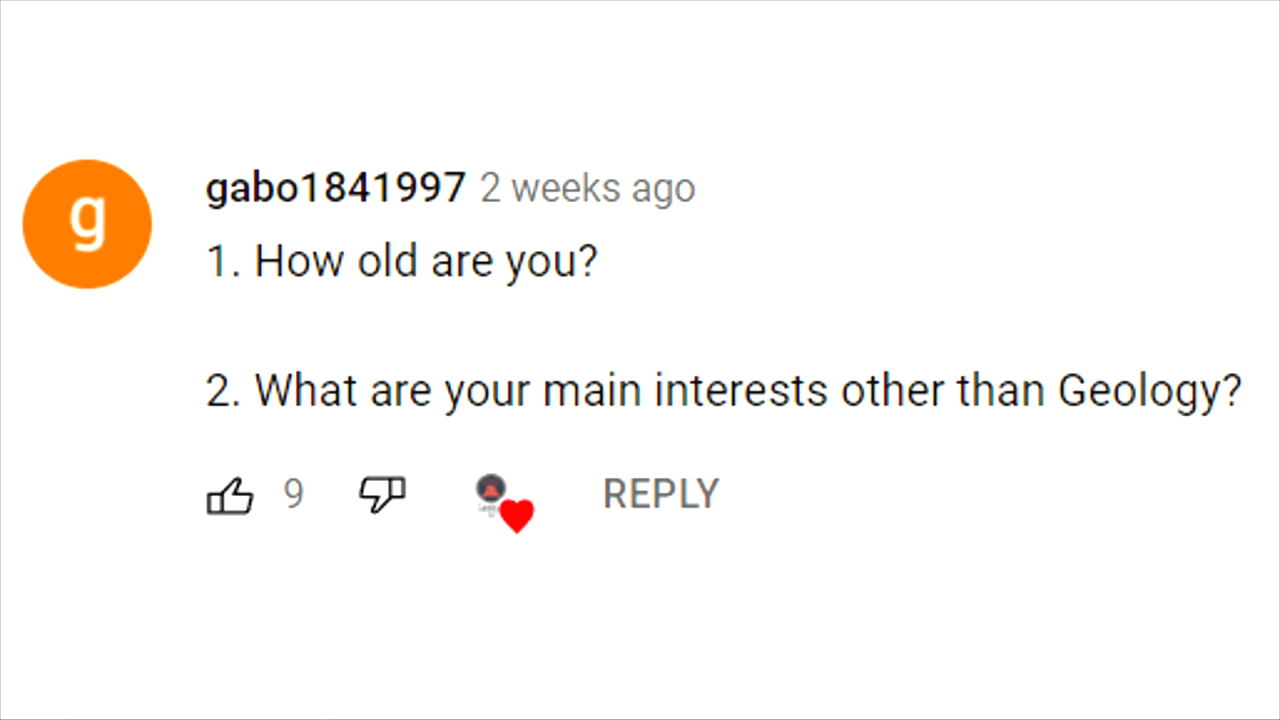 g
gabo1841997 2 weeks ago
1. How old are you?
2. What are your main interests other than Geology?
9 REPLY